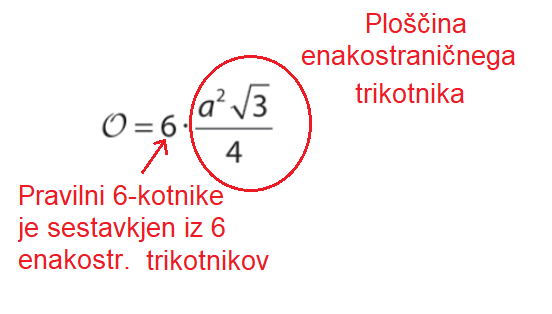 Ploščina
enakostraničnega
trikotnika
𝒪 = 6 · a²√3 / 4
Pravilni 6-kotnike
je sestavkjen iz 6
enakostr. trikotnikov